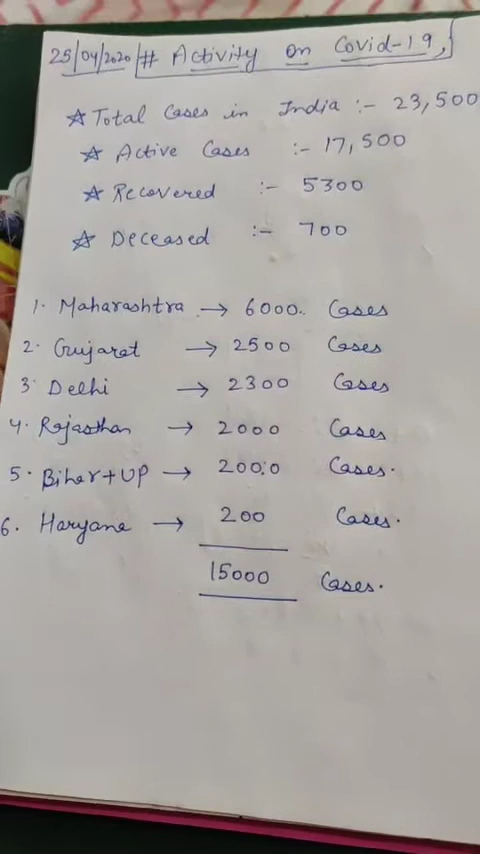 25/04/2020 # Activity on Covid-19,
☆ Total Cases in India :- 23,500
☆ Active Cases :- 17,500
☆ Recovered :- 5300
☆ Deceased :- 700
1. Maharashtra → 6000. Cases
2. Gujarat → 2500 Cases
3. Delhi → 2300 Cases
4. Rajasthan → 2000 Cases
5. Bihar+UP → 2000 Cases.
6. Haryana → 200 Cases.
15000 Cases.